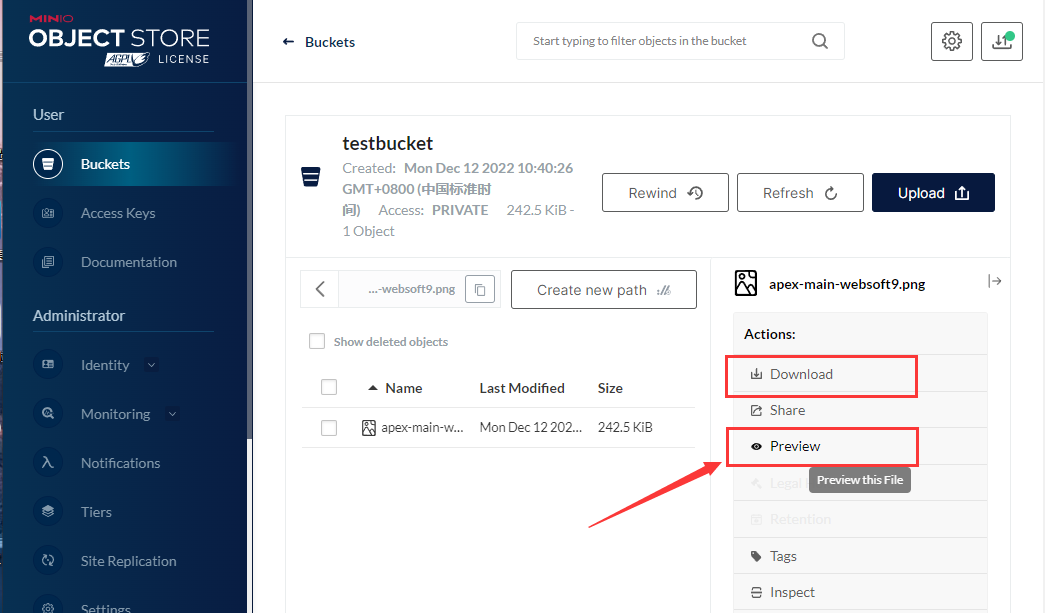 MINIO
OBJECT STORE
AGPLv3 LICENSE
User
Buckets
Access Keys
Documentation
Administrator
Identity
Monitoring
Notifications
Tiers
Site Replication
Settings
Buckets
Start typing to filter objects in the bucket
testbucket
Created: Mon Dec 12 2022 10:40:26
GMT+0800 (中国标准时
间) Access: PRIVATE 242.5 KiB -
1 Object
Rewind
Refresh
Upload
...-websoft9.png
Create new path
Show deleted objects
Name Last Modified Size
apex-main-w... Mon Dec 12 202... 242.5 KiB
apex-main-websoft9.png
Actions:
Download
Share
Preview
Preview this File
Legal
Retention
Tags
Inspect